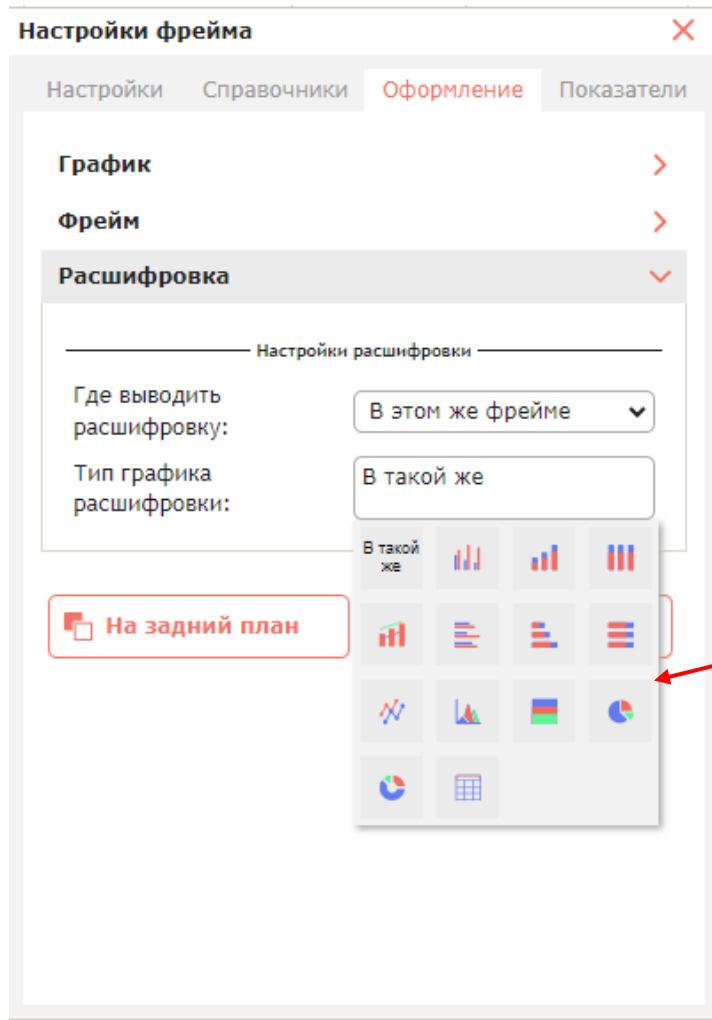 Настройки фрейма
Настройки Справочники Оформление Показатели
График
Фрейм
Расшифровка
Настройки расшифровки
Где выводить
расшифровку:
В этом же фрейме
Тип графика
расшифровки:
В такой же
В такой
же
На задний план